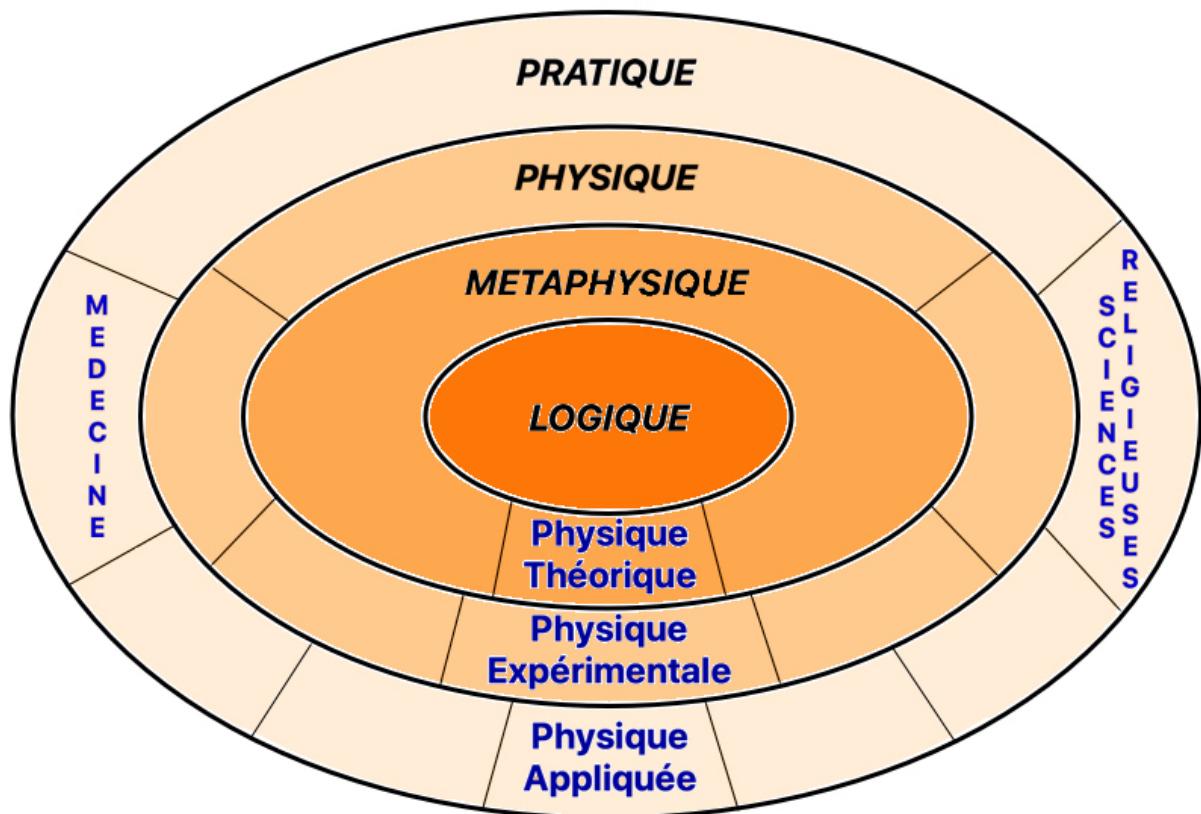 PRATIQUE
PHYSIQUE
METAPHYSIQUE
LOGIQUE
MEDECINE
SCIENCES
RELIGIEUSES
Physique
Théorique
Physique
Expérimentale
Physique
Appliquée